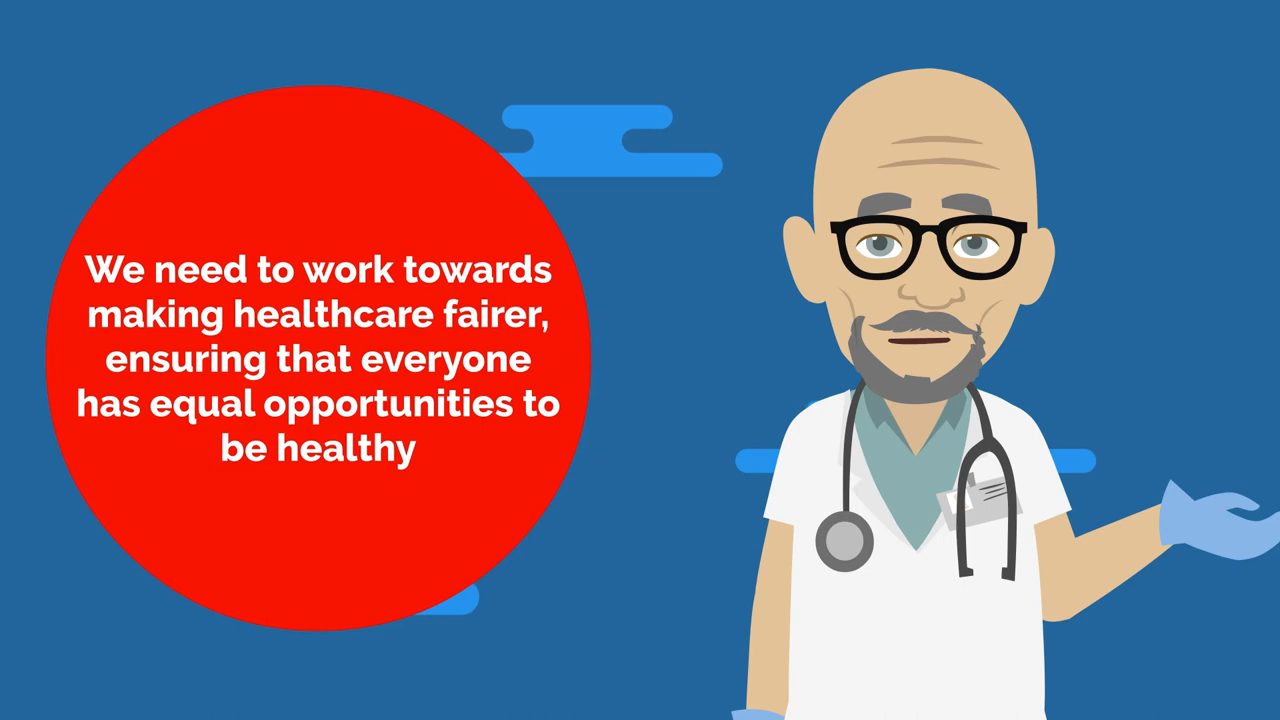 We need to work towards
making healthcare fairer,
ensuring that everyone
has equal opportunities to
be healthy